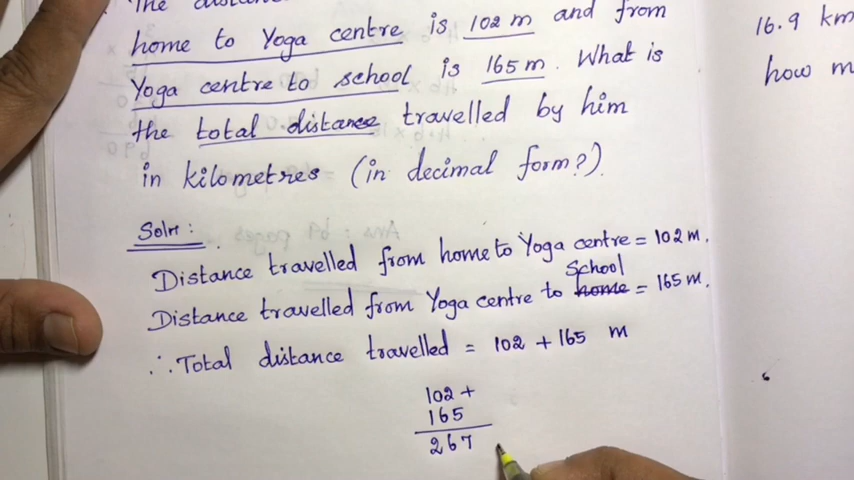 The distance
home to Yoga centre is 102 m and from
Yoga centre to school is 165 m. What is
the total distance travelled by him
in kilometres (in decimal form?)
Soln:
Distance travelled from home to Yoga centre = 102 m.
School
Distance travelled from Yoga centre to home = 165 m.
∴ Total distance travelled = 102 + 165 m
102 +
165
267
16.9 km
how m